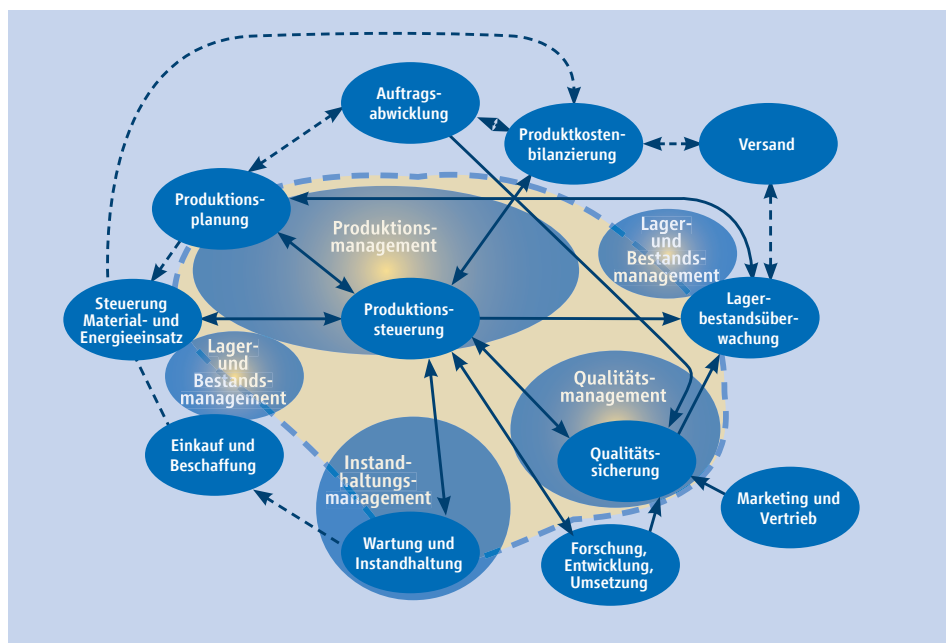 Auftrags-
abwicklung
Produktkosten-
bilanzierung
Versand
Produktions-
planung
Produktions-
management
Lager-
und
Bestands-
management
Steuerung
Material- und
Energieeinsatz
Produktions-
steuerung
Lager-
bestandsüber-
wachung
Lager-
und
Bestands-
management
Qualitäts-
management
Einkauf und
Beschaffung
Instand-
haltungs-
management
Qualitäts-
sicherung
Marketing und
Vertrieb
Wartung und
Instandhaltung
Forschung,
Entwicklung,
Umsetzung